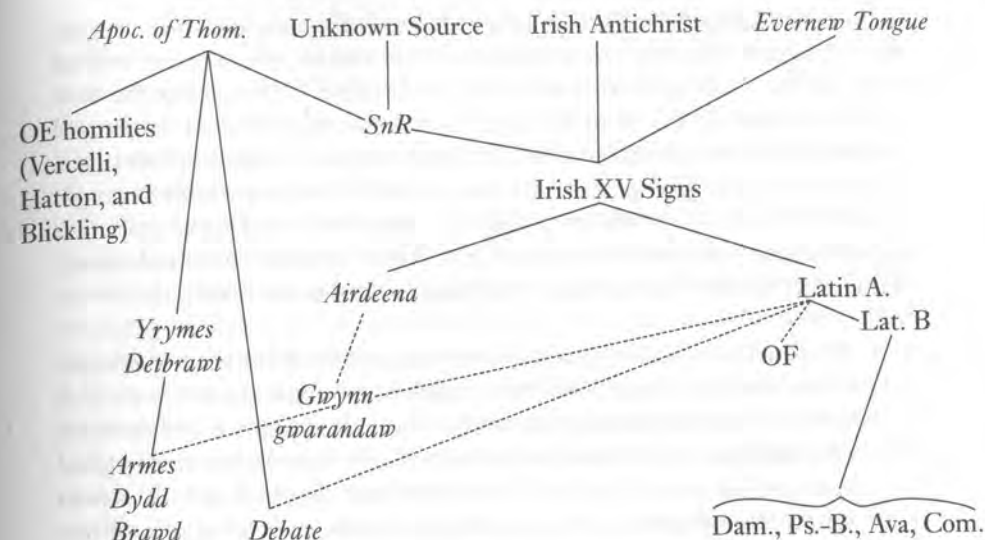 Apoc. of Thom.
Unknown Source
Irish Antichrist
Evernew Tongue
OE homilies
(Vercelli,
Hatton, and
Blickling)
SnR
Irish XV Signs
Airdeena
Latin A.
Lat. B
OF
Yrymes
Detbrawt
Gwynn
gwarandaw
Armes
Dydd
Brawd
Debate
Dam., Ps.-B., Ava, Com.